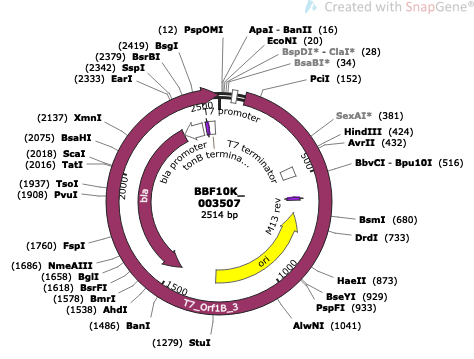 Created with SnapGene®
(12) PspOMI
ApaI - BanII (16)
EcoNI (20)
BspDI* - ClaI* (28)
BsaBI* (34)
PciI (152)
(2419) BsgI
(2379) BsrBI
(2342) SspI
(2333) EarI
SexAI* (381)
HindIII (424)
AvrII (432)
BbvCI - Bpu10I (516)
(2137) XmnI
(2075) BsaHI
(2018) ScaI
(2016) TatI
(1937) TsoI
(1908) PvuI
BsmI (680)
DrdI (733)
(1760) FspI
(1686) NmeAIII
(1658) BglI
(1618) BsrFI
(1578) BmrI
(1538) AhdI
(1486) BanI
(1279) StuI
HaeII (873)
BseYI (929)
PspFI (933)
AlwNI (1041)
2500
T7 promoter
bla promoter
tonB termina...
T7 terminator
500
2000
bla
BBF10K_
003507
2514 bp
M13 rev
ori
1000
1500
T7_Orf1B_3